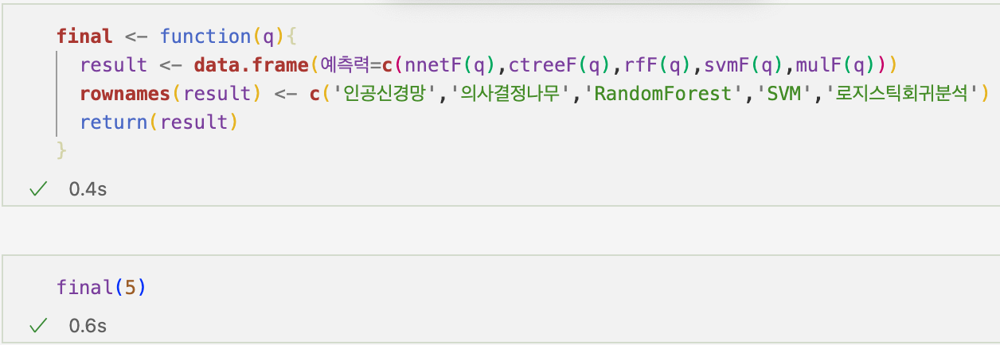 final <- function(q){
  result <- data.frame(예측력=c(nnetF(q),ctreeF(q),rfF(q),svmF(q),mulF(q)))
  rownames(result) <- c('인공신경망','의사결정나무','RandomForest','SVM','로지스틱회귀분석')
  return(result)
}
✓ 0.4s
final(5)
✓ 0.6s